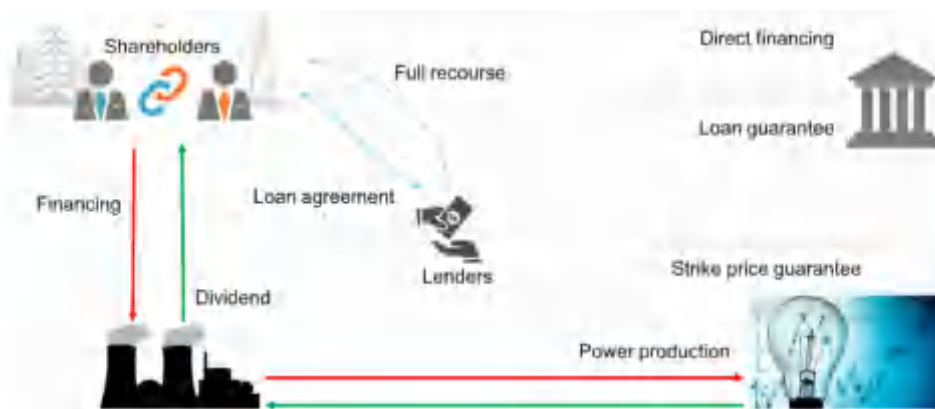 Shareholders
Direct financing
Full recourse
Loan guarantee
Financing
Loan agreement
Lenders
Strike price guarantee
Dividend
Power production